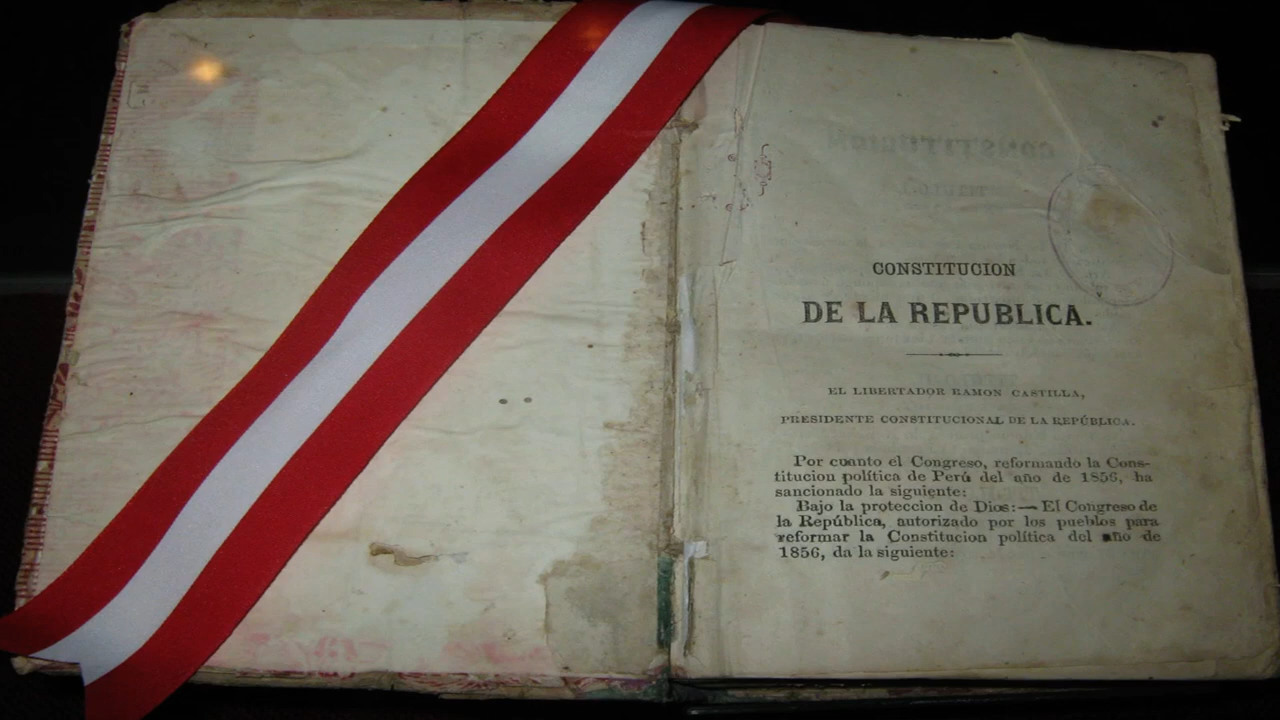 CONSTITUCION
DE LA REPUBLICA.
EL LIBERTADOR RAMON CASTILLA,
PRESIDENTE CONSTITUCIONAL DE LA REPÚBLICA.
Por cuanto el Congreso, reformando la Cons-
titucion política de Perú del año de 1856, ha
sancionado la siguiente:
Bajo la proteccion de Dios:— El Congreso de
la República, autorizado por los pueblos para
reformar la Constitucion política del año de
1856, da la siguiente: